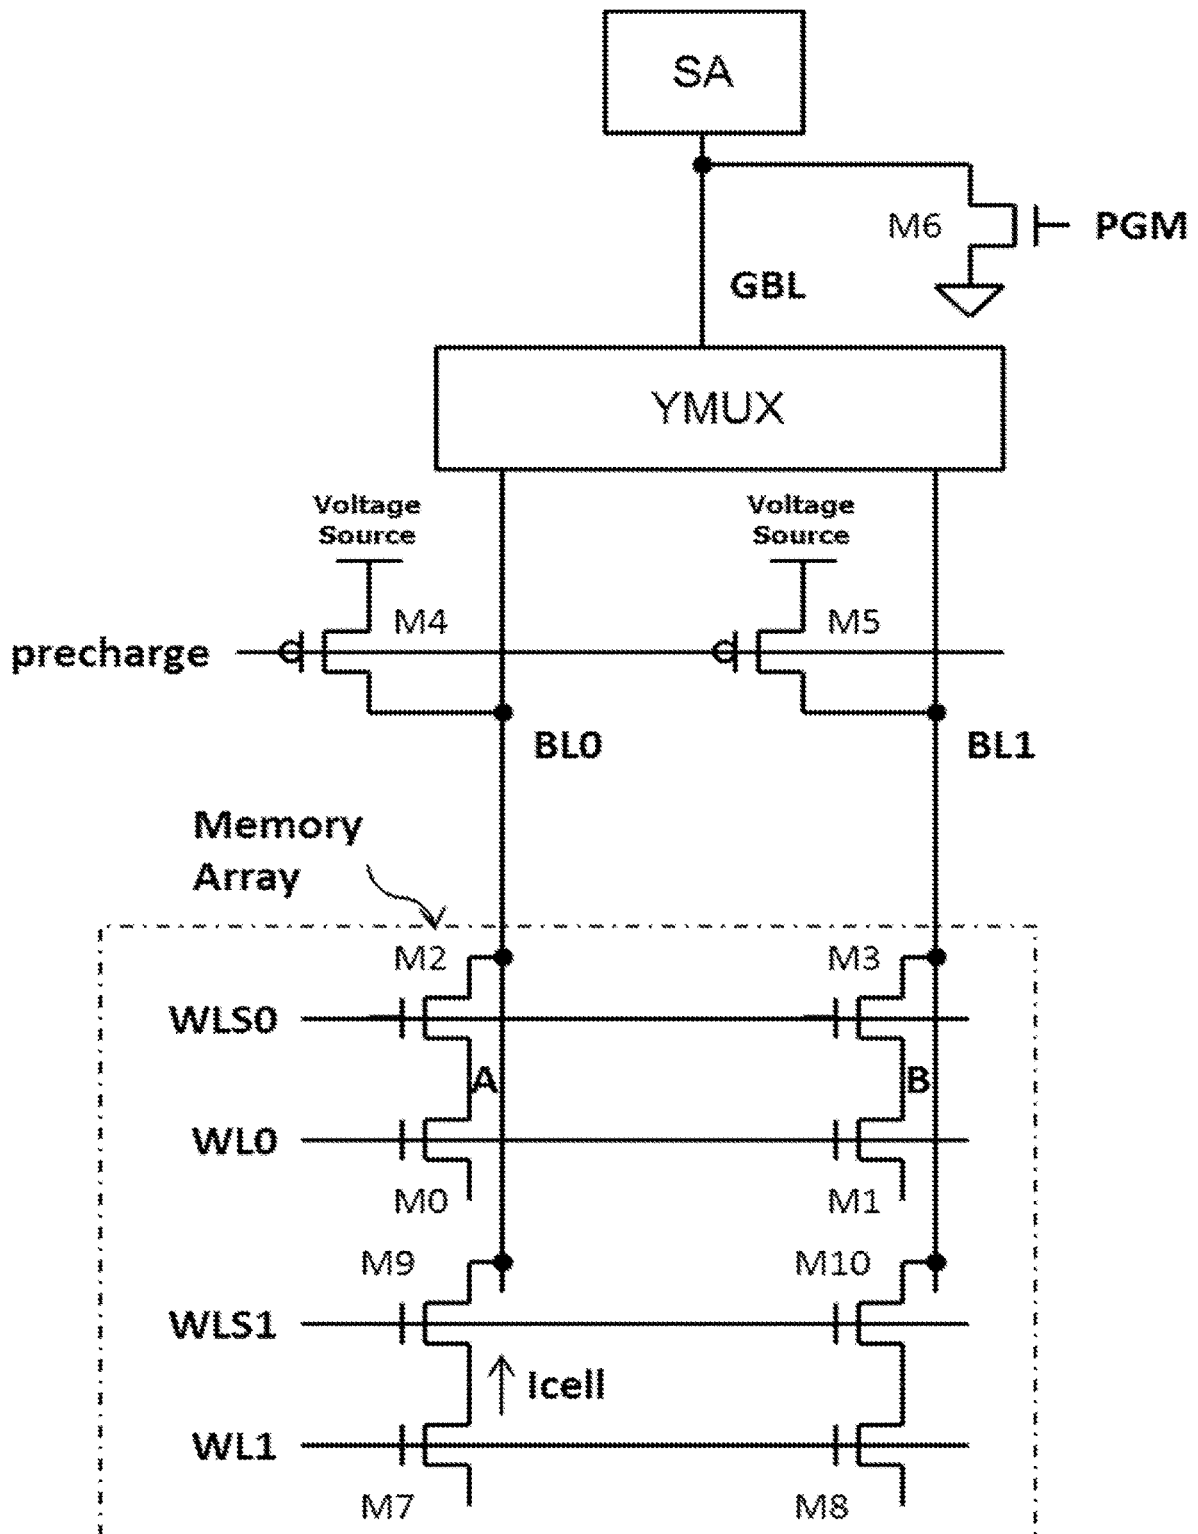 SA
M6
PGM
GBL
YMUX
Voltage
Source
Voltage
Source
M4
M5
precharge
BL0
BL1
Memory
Array
M2
M3
WLS0
A
B
WL0
M0
M1
M9
M10
WLS1
Icell
WL1
M7
M8